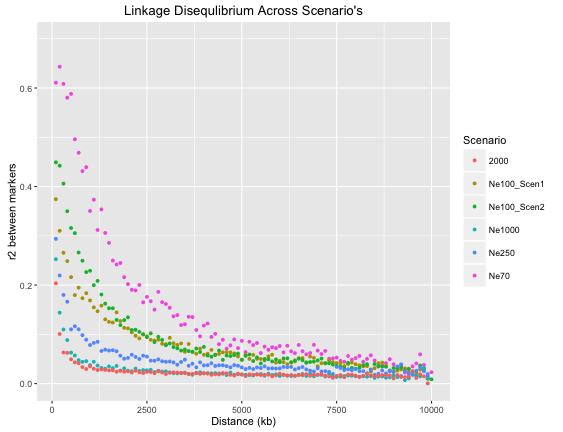 Linkage Disequlibrium Across Scenario's
r2 between markers
0.6
0.4
0.2
0.0
0
2500
5000
7500
10000
Distance (kb)
Scenario
2000
Ne100_Scen1
Ne100_Scen2
Ne1000
Ne250
Ne70